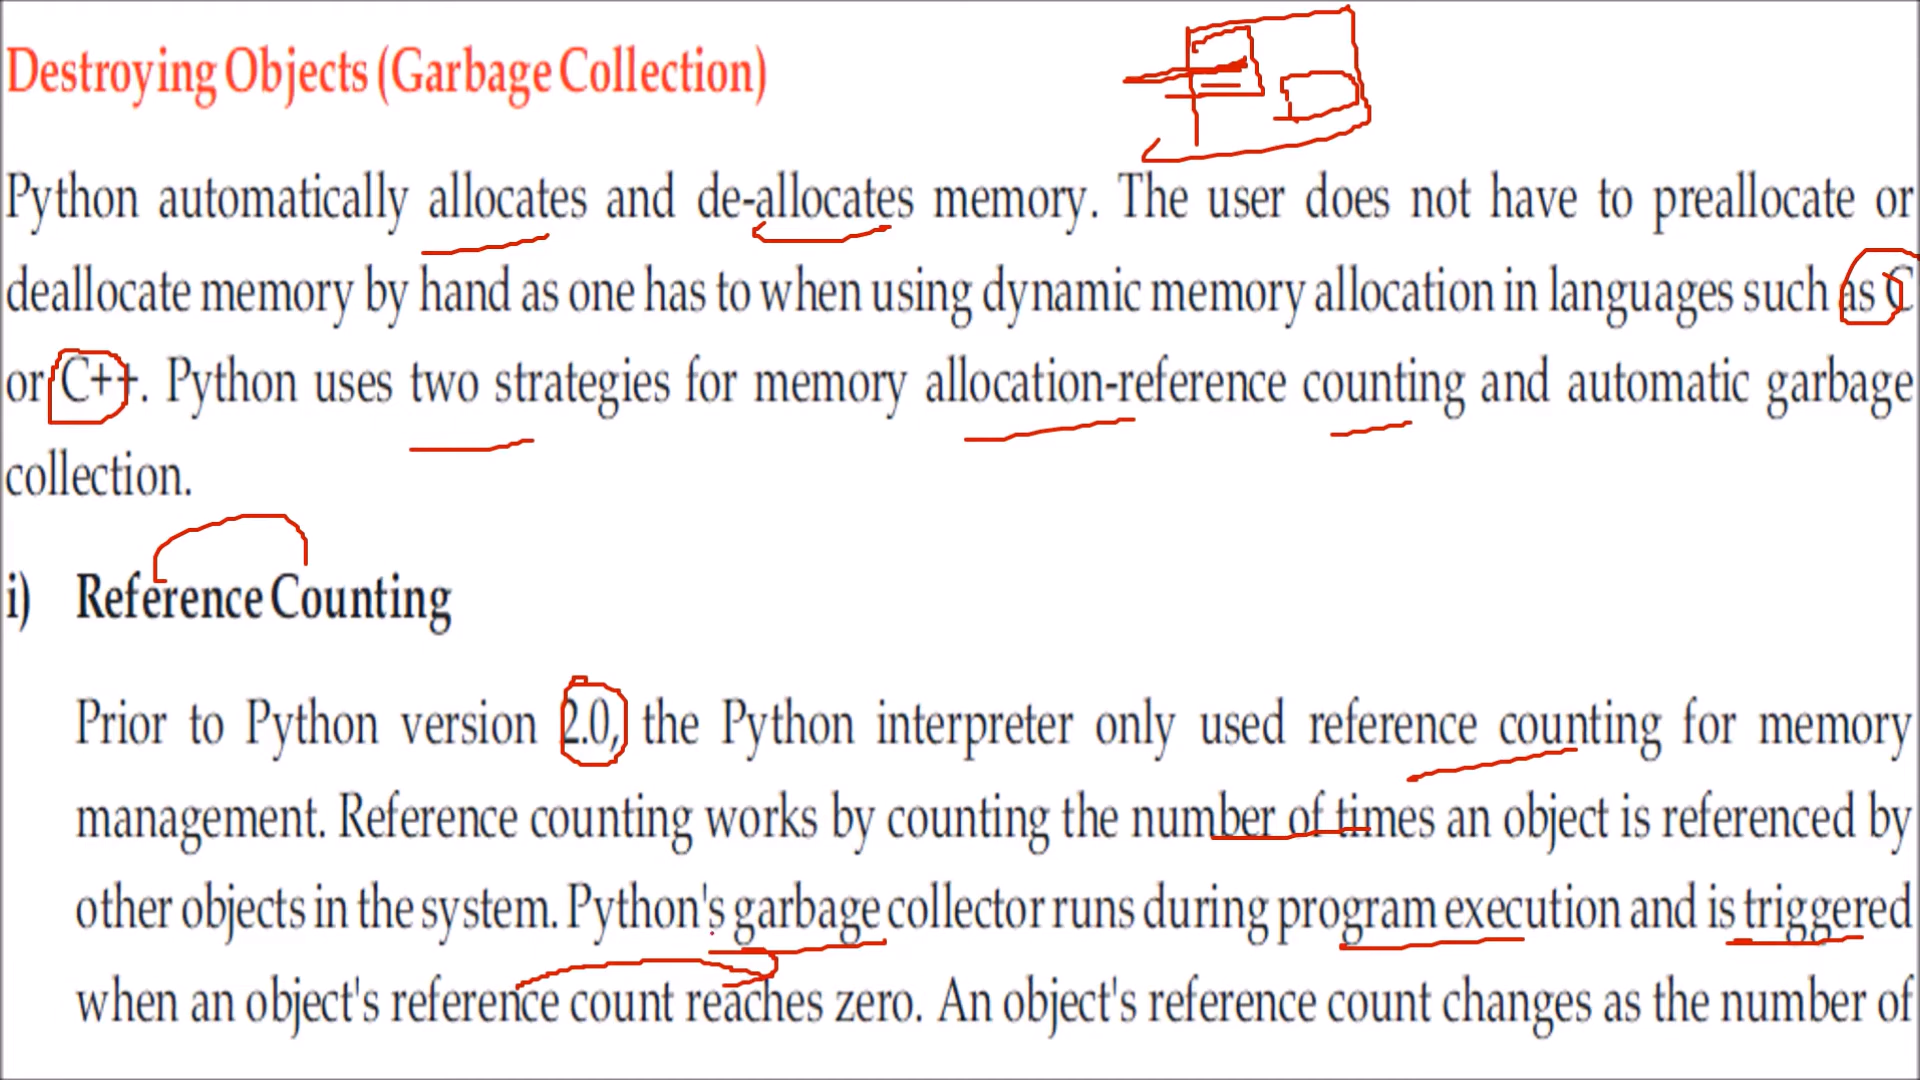 Destroying Objects (Garbage Collection)
Python automatically allocates and de-allocates memory. The user does not have to preallocate or
deallocate memory by hand as one has to when using dynamic memory allocation in languages such as C
or C++. Python uses two strategies for memory allocation-reference counting and automatic garbage
collection.
i) Reference Counting
Prior to Python version 2.0, the Python interpreter only used reference counting for memory
management. Reference counting works by counting the number of times an object is referenced by
other objects in the system. Python's garbage collector runs during program execution and is triggered
when an object's reference count reaches zero. An object's reference count changes as the number of